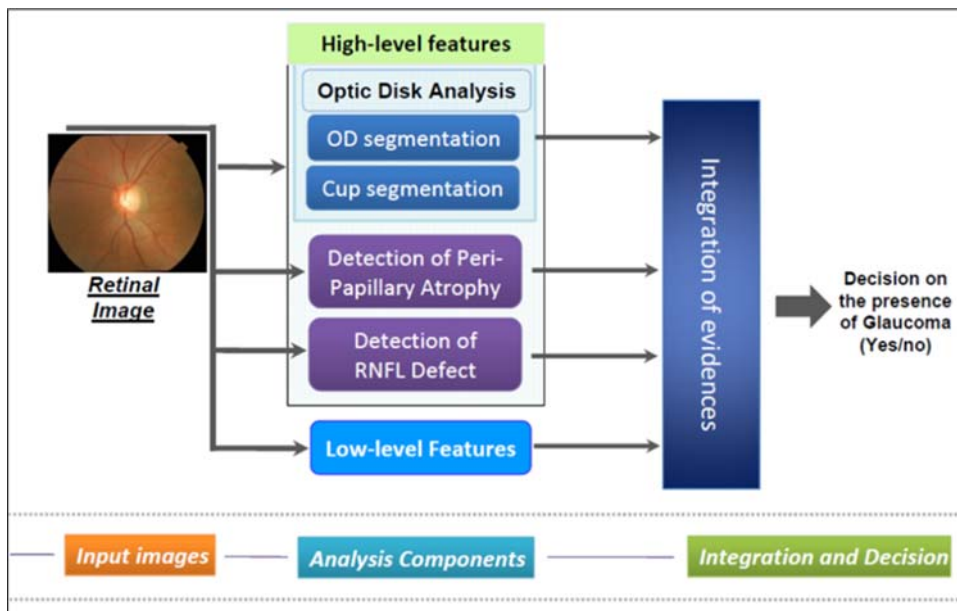 High-level features
Optic Disk Analysis
OD segmentation
Cup segmentation
Retinal
Image
Detection of Peri-
Papillary Atrophy
Detection of
RNFL Defect
Low-level Features
Integration of evidences
Decision on
the presence
of Glaucoma
(Yes/no)
Input images
Analysis Components
Integration and Decision